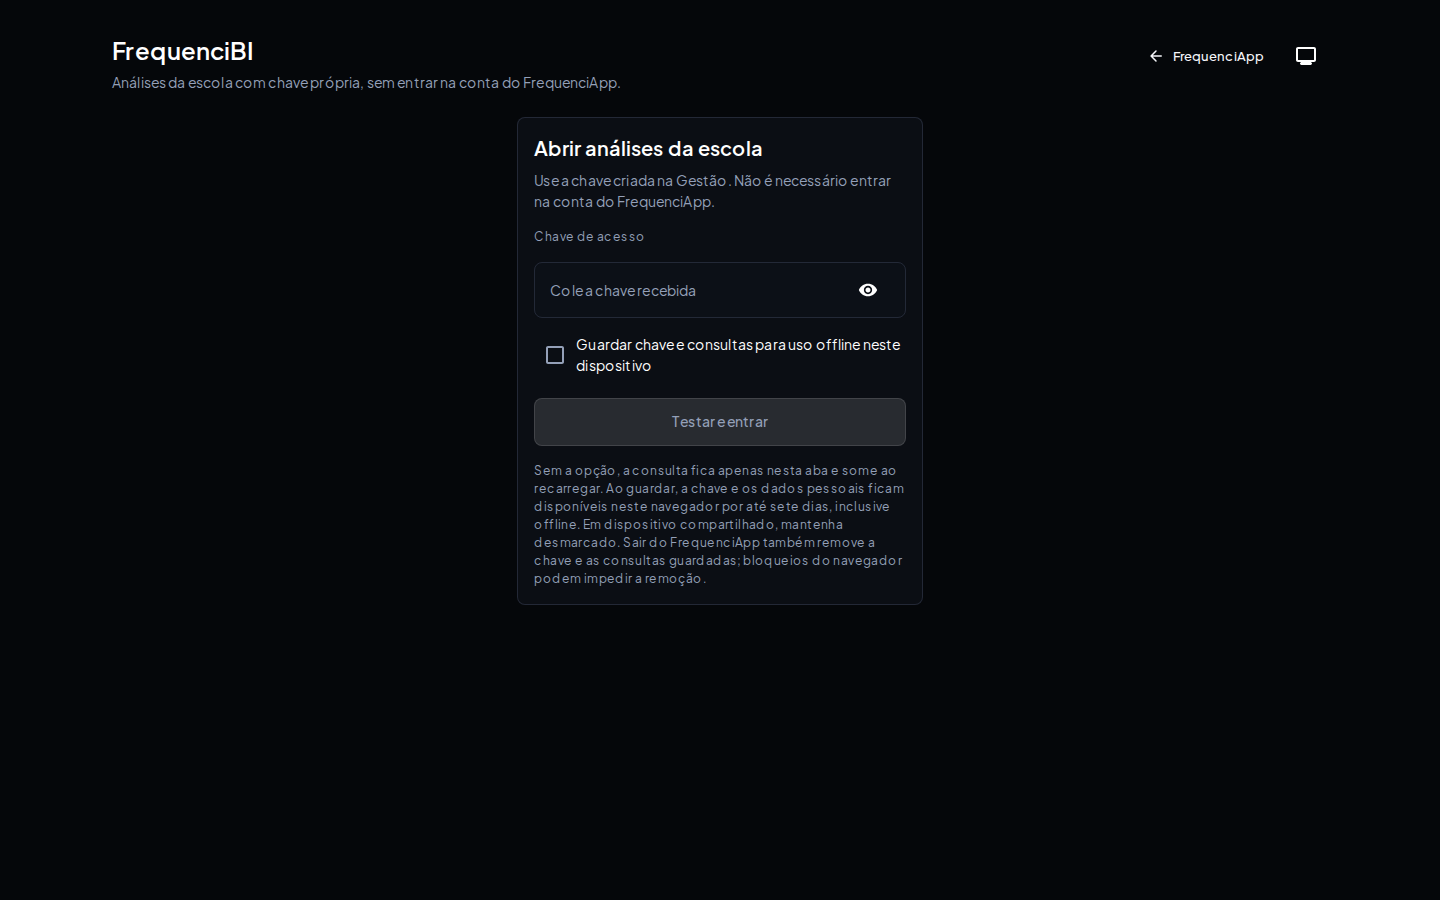 FrequenciBI
Análises da escola com chave própria, sem entrar na conta do FrequenciApp.
FrequenciApp
Abrir análises da escola
Use a chave criada na Gestão. Não é necessário entrar
na conta do FrequenciApp.
Chave de acesso
Cole a chave recebida
Guardar chave e consultas para uso offline neste
dispositivo
Testar e entrar
Sem a opção, a consulta fica apenas nesta aba e some ao
recarregar. Ao guardar, a chave e os dados pessoais ficam
disponíveis neste navegador por até sete dias, inclusive
offline. Em dispositivo compartilhado, mantenha
desmarcado. Sair do FrequenciApp também remove a
chave e as consultas guardadas; bloqueios do navegador
podem impedir a remoção.